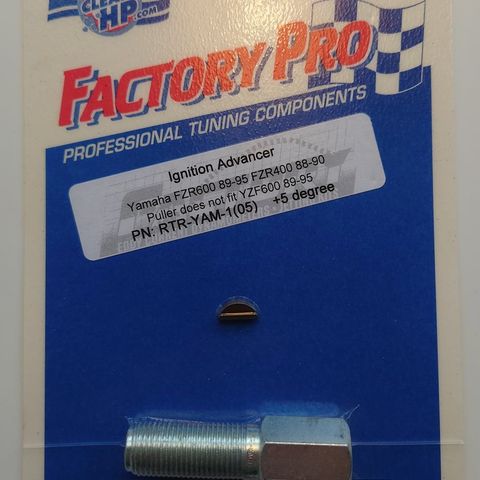 HP.com
FACTORY PRO
PROFESSIONAL TUNING COMPONENTS
Ignition Advancer
Yamaha FZR600 89-95 FZR400 88-90
Puller does not fit YZF600 89-95
PN: RTR-YAM-1(05) +5 degree